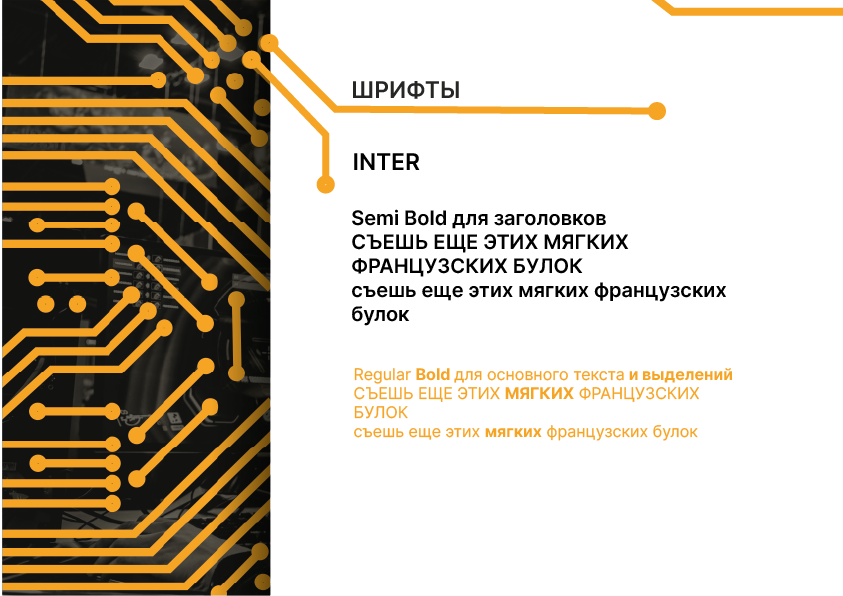 ШРИФТЫ
INTER
Semi Bold для заголовков
СЪЕШЬ ЕЩЕ ЭТИХ МЯГКИХ
ФРАНЦУЗСКИХ БУЛОК
съешь еще этих мягких французских
булок
Regular Bold для основного текста и выделений
СЪЕШЬ ЕЩЕ ЭТИХ МЯГКИХ ФРАНЦУЗСКИХ
БУЛОК
съешь еще этих мягких французских булок